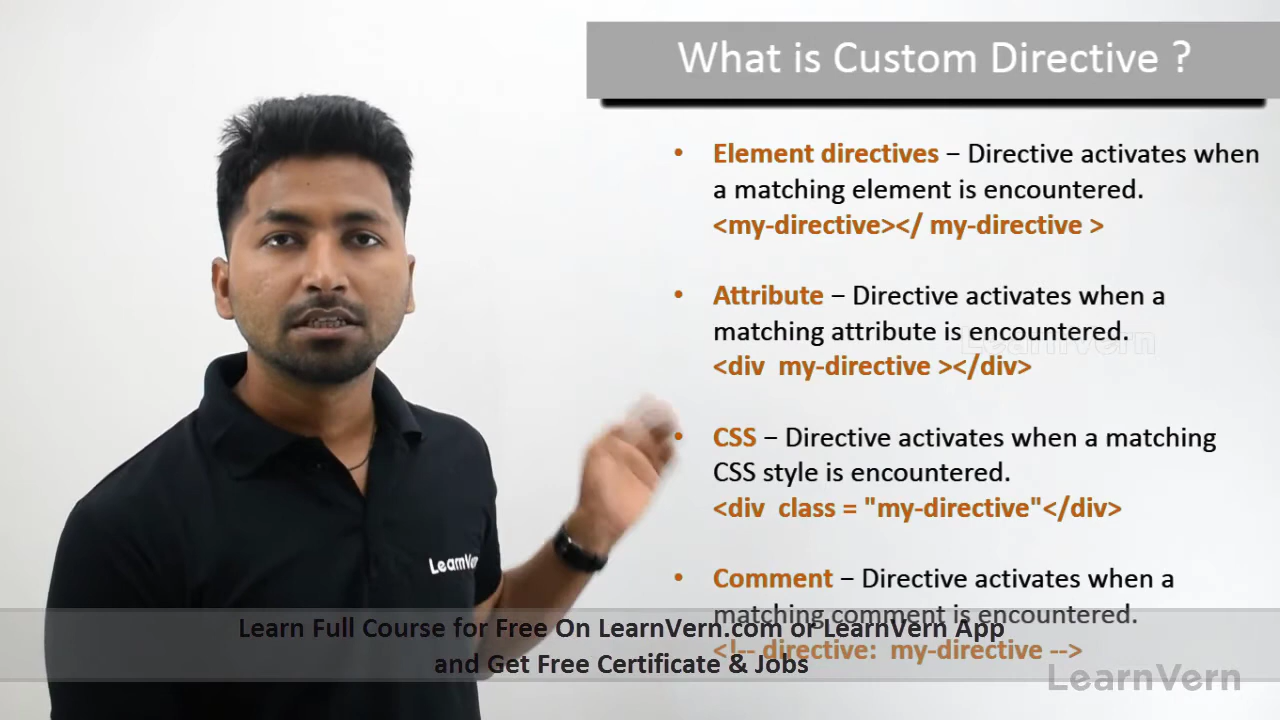 What is Custom Directive ?
• Element directives – Directive activates when
a matching element is encountered.
<my-directive></ my-directive >
• Attribute – Directive activates when a
matching attribute is encountered.
LearnVern
<div  my-directive ></div>
• CSS – Directive activates when a matching
CSS style is encountered.
<div  class = "my-directive"</div>
LearnVern
• Comment – Directive activates when a
matching comment is encountered.
<!-- directive:  my-directive -->
Learn Full Course for Free On LearnVern.com or LearnVern App
and Get Free Certificate & Jobs
LearnVern